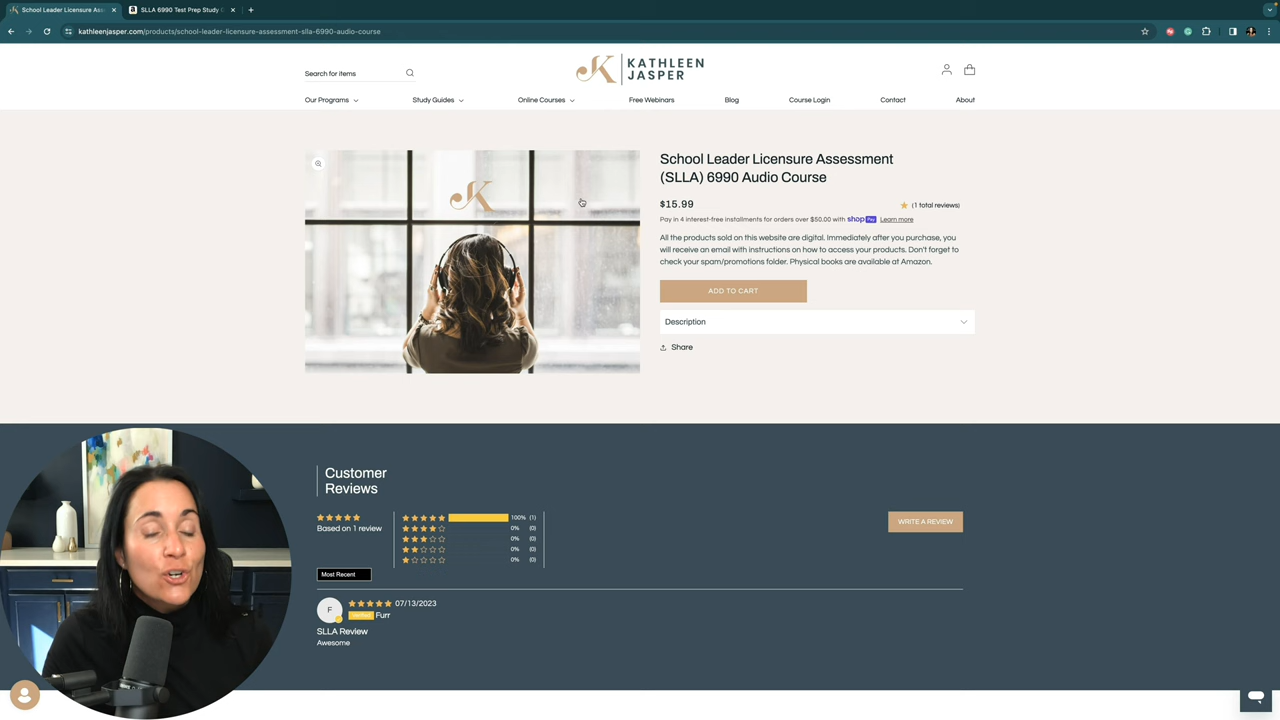 School Leader Licensure Asse
SLLA 6990 Test Prep Study
kathleenjasper.com/products/school-leader-licensure-assessment-slla-6990-audio-course
Search for items
JK
KATHLEEN
JASPER
Our Programs
Study Guides
Online Courses
Free Webinars
Blog
Course Login
Contact
About
JK
School Leader Licensure Assessment
(SLLA) 6990 Audio Course
$15.99
(1 total reviews)
Pay in 4 interest-free installments for orders over $50.00 with shop Pay Learn more
All the products sold on this website are digital. Immediately after you purchase, you
will receive an email with instructions on how to access your products. Don't forget to
check your spam/promotions folder. Physical books are available at Amazon.
ADD TO CART
Description
Share
Customer
Reviews
Based on 1 review
100% (1)
0% (0)
0% (0)
0% (0)
0% (0)
WRITE A REVIEW
Most Recent
F
07/13/2023
Verified Furr
SLLA Review
Awesome